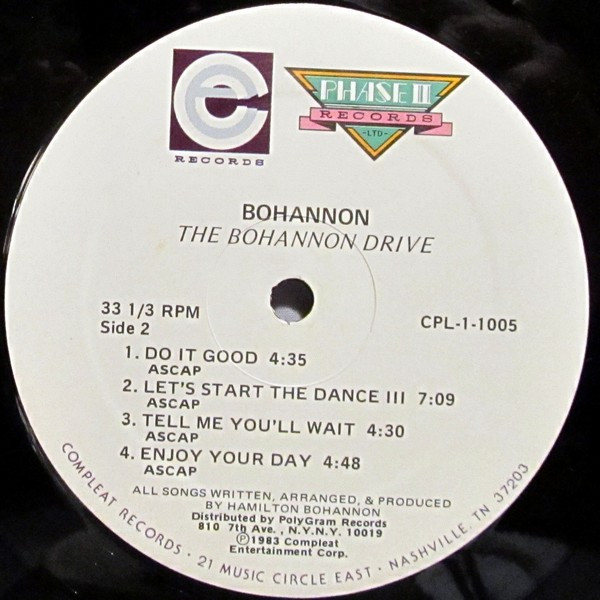 e
RECORDS
PHASE III
RECORDS
-LTD-
BOHANNON
THE BOHANNON DRIVE
33 1/3 RPM
Side 2
CPL-1-1005
1. DO IT GOOD 4:35
ASCAP
2. LET'S START THE DANCE III 7:09
ASCAP
3. TELL ME YOU'LL WAIT 4:30
ASCAP
4. ENJOY YOUR DAY 4:48
ASCAP
ALL SONGS WRITTEN, ARRANGED, & PRODUCED
BY HAMILTON BOHANNON
Distributed by PolyGram Records
810 7th Ave., N.Y.N.Y. 10019
Ⓟ1983 Compleat
Entertainment Corp.
COMPLEAT RECORDS · 21 MUSIC CIRCLE EAST · NASHVILLE, TN 37203